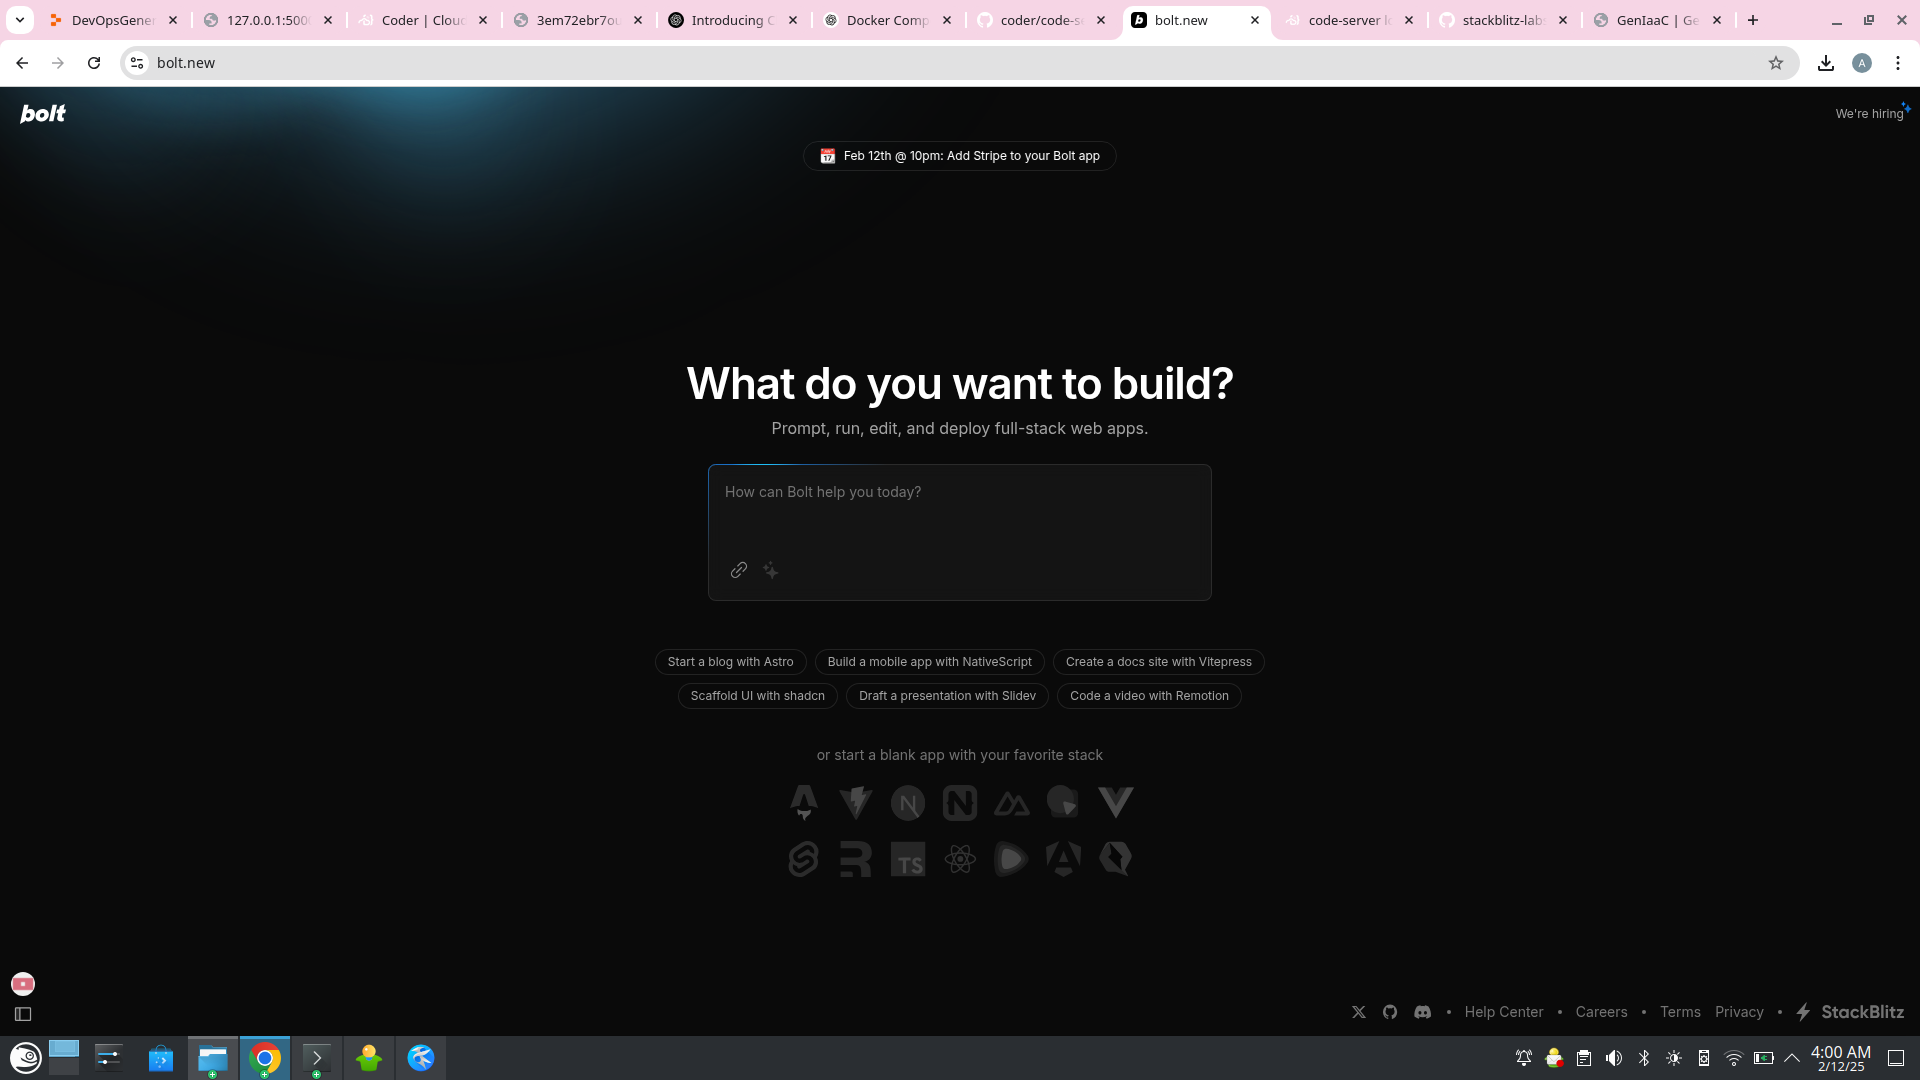 DevOpsGener
127.0.0.1:5000
Coder | Cloud
3em72ebr7ou
Introducing C
Docker Comp
coder/code-se
bolt.new
code-server lo
stackblitz-lab
GenIaaC | Ge
bolt.new
A
bolt
We're hiring
Feb 12th @ 10pm: Add Stripe to your Bolt app
What do you want to build?
Prompt, run, edit, and deploy full-stack web apps.
How can Bolt help you today?
Start a blog with Astro
Build a mobile app with NativeScript
Create a docs site with Vitepress
Scaffold UI with shadcn
Draft a presentation with Slidev
Code a video with Remotion
or start a blank app with your favorite stack
TS
Help Center • Careers • Terms Privacy • StackBlitz
4:00 AM
2/12/25